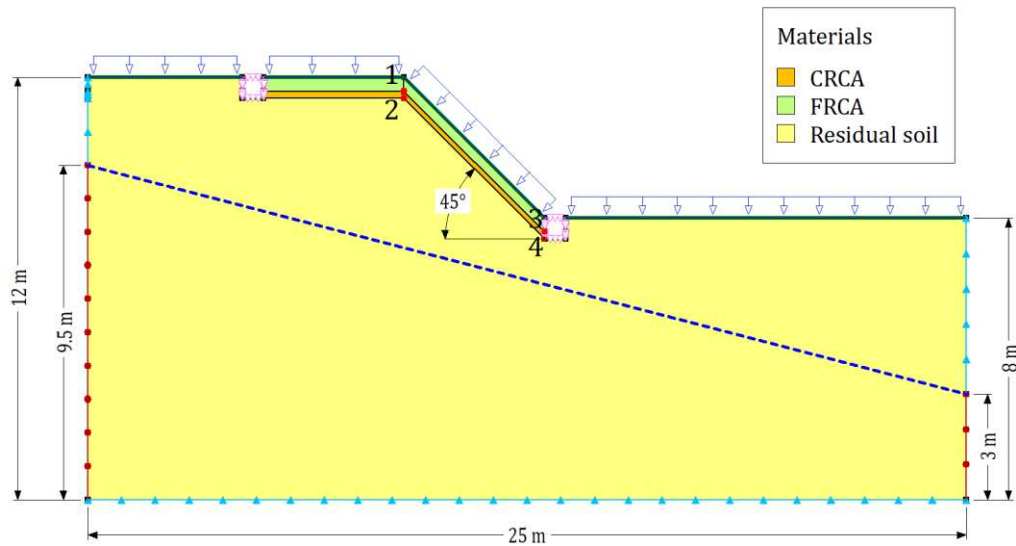 Materials
CRCA
FRCA
Residual soil
1
2
45°
3
4
12 m
9.5 m
8 m
3 m
25 m